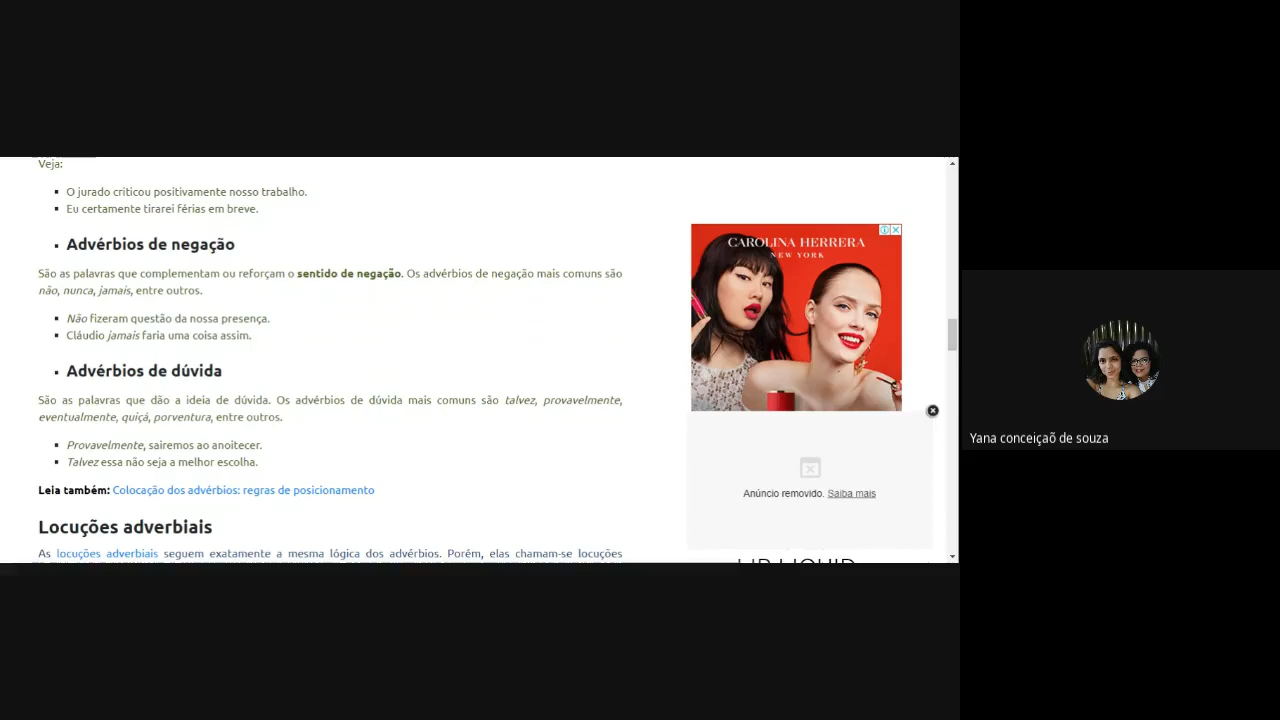 Veja:
O jurado criticou positivamente nosso trabalho.
Eu certamente tirarei férias em breve.
Advérbios de negação
São as palavras que complementam ou reforçam o sentido de negação. Os advérbios de negação mais comuns são
não, nunca, jamais, entre outros.
Não fizeram questão da nossa presença.
Cláudio jamais faria uma coisa assim.
Advérbios de dúvida
São as palavras que dão a ideia de dúvida. Os advérbios de dúvida mais comuns são talvez, provavelmente,
eventualmente, quiçá, porventura, entre outros.
Provavelmente, sairemos ao anoitecer.
Talvez essa não seja a melhor escolha.
Leia também: Colocação dos advérbios: regras de posicionamento
Locuções adverbiais
As locuções adverbiais seguem exatamente a mesma lógica dos advérbios. Porém, elas chamam-se locuções
CAROLINA HERRERA
NEW YORK
Anúncio removido. Saiba mais
LIP LIQUID
Yana conceiçaõ de souza